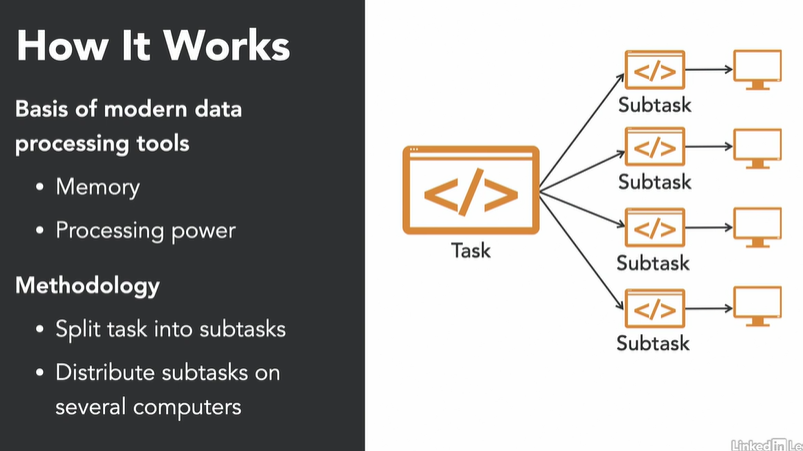 How It Works
Basis of modern data
processing tools
• Memory
• Processing power
Methodology
• Split task into subtasks
• Distribute subtasks on
several computers
</>
Task
</>
Subtask
</>
Subtask
</>
Subtask
</>
Subtask
LinkedIn Le